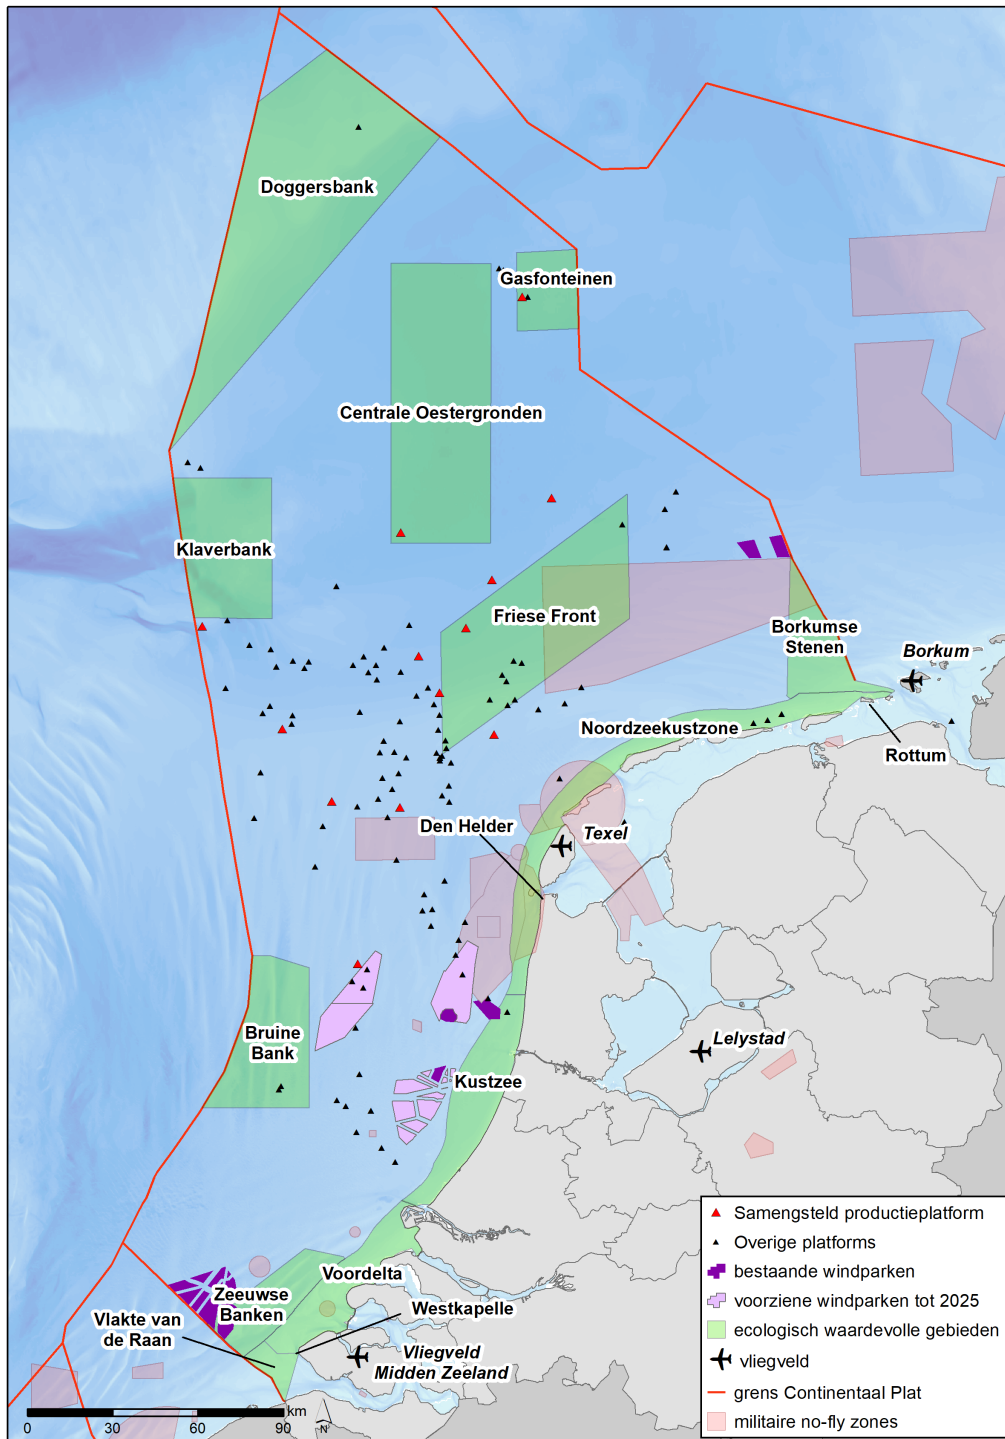 Doggersbank
Gasfonteinen
Centrale Oestergronden
Klaverbank
Friese Front
Borkumse
Stenen
Borkum
Noordzeekustzone
Rottum
Den Helder
Texel
Bruine
Bank
Lelystad
Kustzee
Voordelta
Zeeuwse
Banken
Westkapelle
Vlakte van
de Raan
Vliegveld
Midden Zeeland
Samengsteld productieplatform
Overige platforms
bestaande windparken
voorziene windparken tot 2025
ecologisch waardevolle gebieden
vliegveld
grens Continentaal Plat
militaire no-fly zones
km
0 30 60 90
N